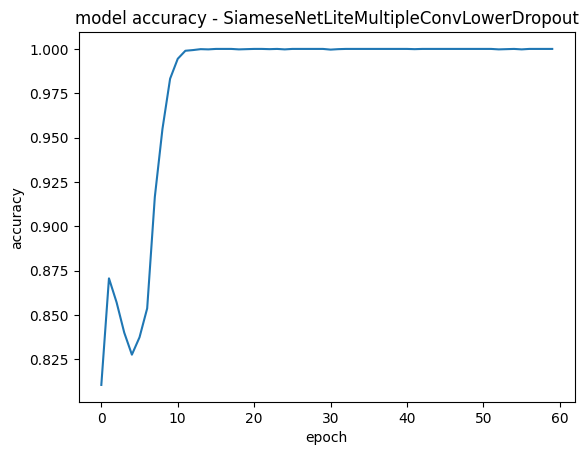 model accuracy - SiameseNetLiteMultipleConvLowerDropout
1.000
0.975
0.950
0.925
0.900
0.875
0.850
0.825
accuracy
0 10 20 30 40 50 60
epoch